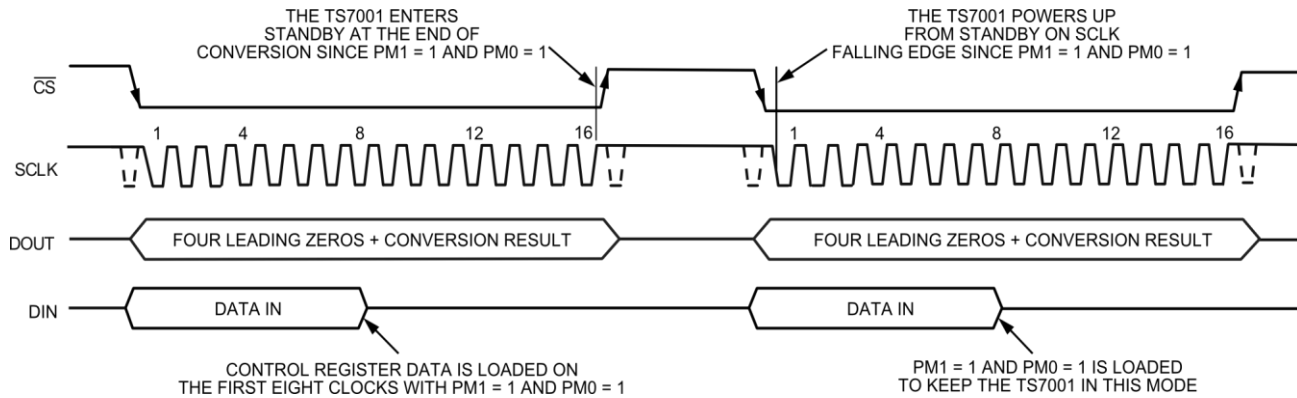 THE TS7001 ENTERS
STANDBY AT THE END OF
CONVERSION SINCE PM1 = 1 AND PM0 = 1
THE TS7001 POWERS UP
FROM STANDBY ON SCLK
FALLING EDGE SINCE PM1 = 1 AND PM0 = 1
CS
1 4 8 12 16 1 4 8 12 16
SCLK
DOUT FOUR LEADING ZEROS + CONVERSION RESULT FOUR LEADING ZEROS + CONVERSION RESULT
DIN DATA IN DATA IN
CONTROL REGISTER DATA IS LOADED ON
THE FIRST EIGHT CLOCKS WITH PM1 = 1 AND PM0 = 1
PM1 = 1 AND PM0 = 1 IS LOADED
TO KEEP THE TS7001 IN THIS MODE